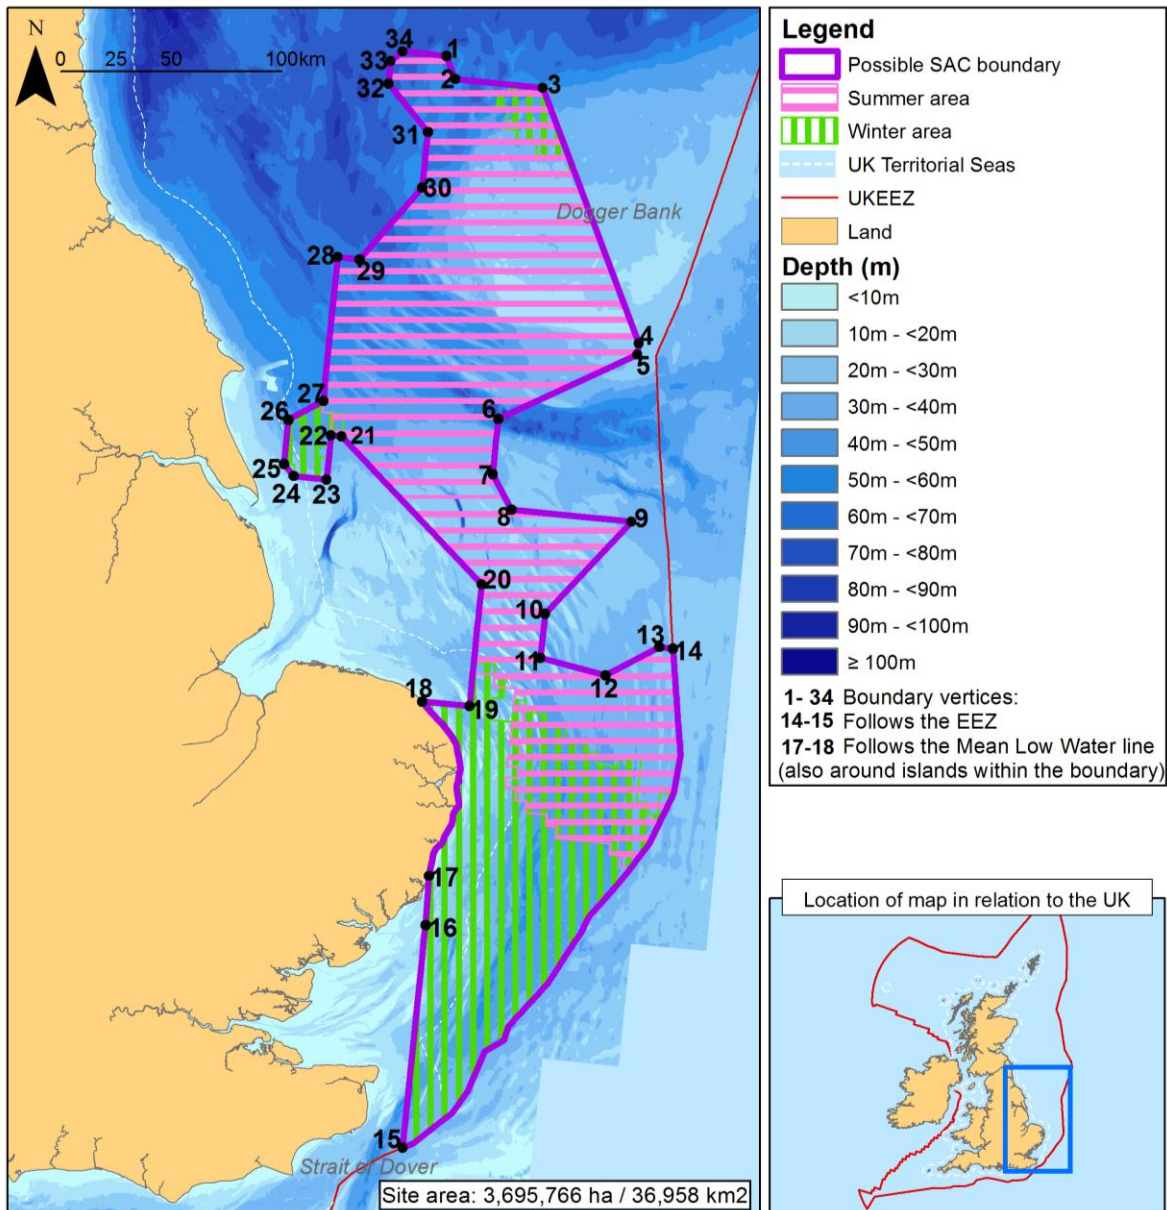 N
0 25 50 100km
34
1
33
2
3
32
31
30
Dogger Bank
28
29
4
5
27
26
6
22
21
25
7
24
23
8
9
20
10
13
14
11
12
18
19
17
16
15
Strait of Dover
Site area: 3,695,766 ha / 36,958 km2
Legend
Possible SAC boundary
Summer area
Winter area
UK Territorial Seas
UKEEZ
Land
Depth (m)
<10m
10m - <20m
20m - <30m
30m - <40m
40m - <50m
50m - <60m
60m - <70m
70m - <80m
80m - <90m
90m - <100m
≥ 100m
1- 34 Boundary vertices:
14-15 Follows the EEZ
17-18 Follows the Mean Low Water line
(also around islands within the boundary)
Location of map in relation to the UK